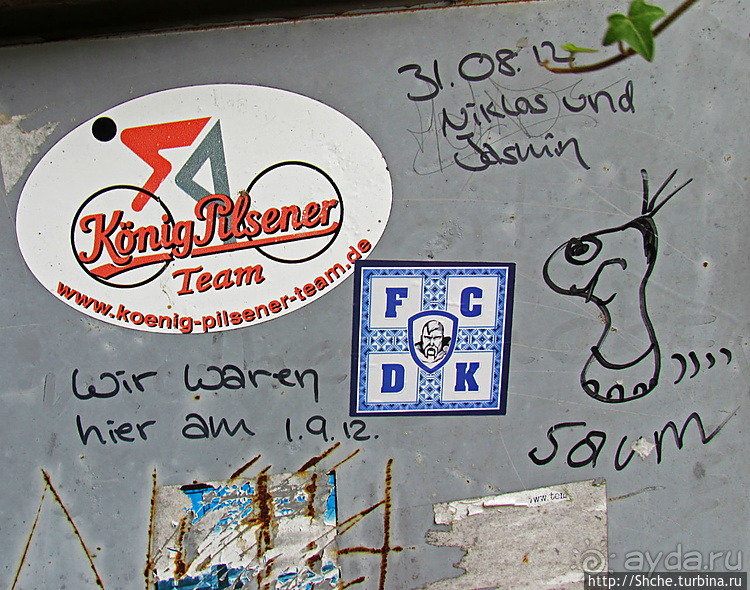 31.08.12
Niklas und
Jasmin
König Pilsener
Team
www.koenig-pilsener-team.de
F C
D K
wir waren
hier am 1.9.12.
ayda.ru
http://Shche.turbina.ru